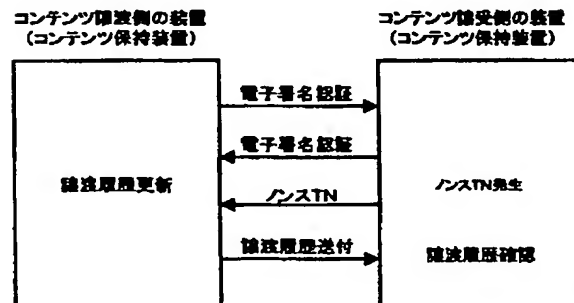 コンテンツ譲渡側の装置
(コンテンツ保持装置)
コンテンツ譲受側の装置
(コンテンツ保持装置)
電子署名認証
電子署名認証
譲渡履歴更新
ノンスTN
ノンスTN発生
譲渡履歴送付
譲渡履歴確認